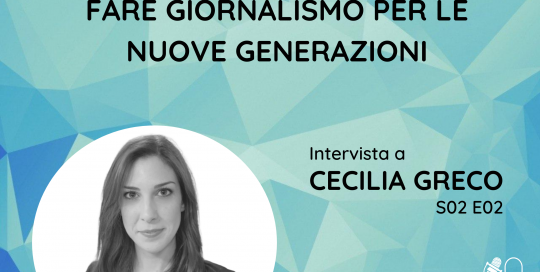 FARE GIORNALISMO PER LE
NUOVE GENERAZIONI
Intervista a
CECILIA GRECO
S02 E02